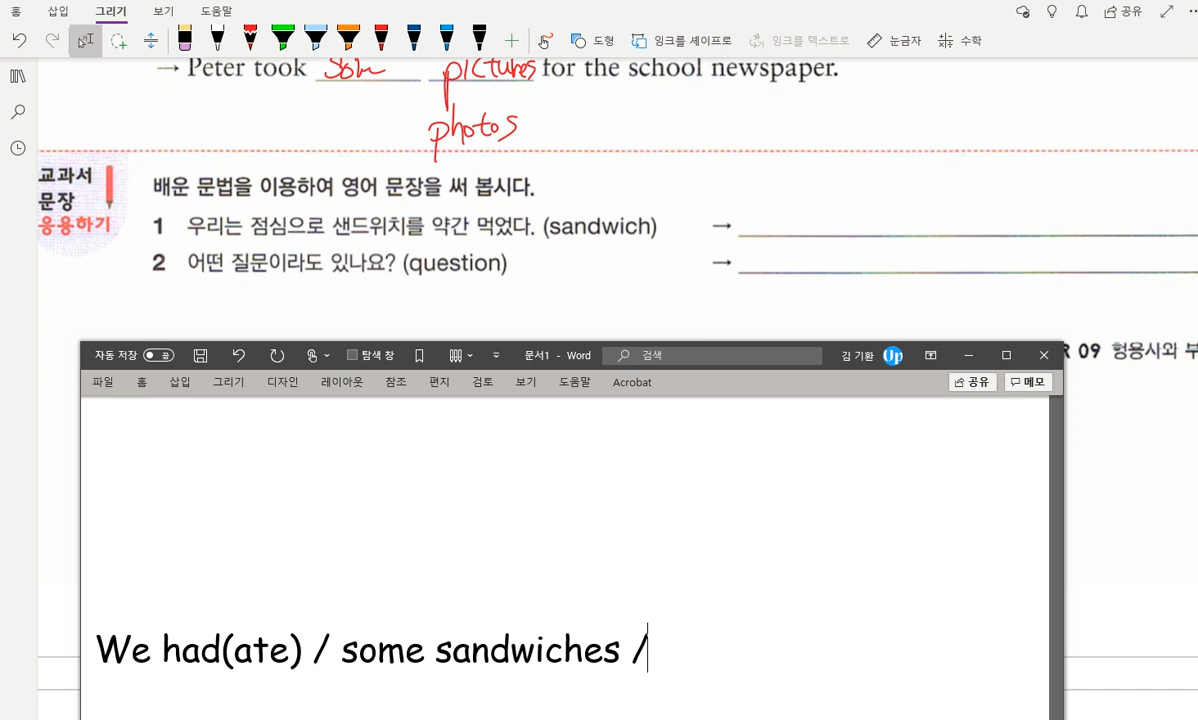 홈 삽입 그리기 보기 도움말 공유
도형 잉크를 셰이프로 잉크를 텍스트로 눈금자 수학
→ Peter took some pictures for the school newspaper.
photos
교과서
문장
응용하기
배운 문법을 이용하여 영어 문장을 써 봅시다.
1 우리는 점심으로 샌드위치를 약간 먹었다. (sandwich) →
2 어떤 질문이라도 있나요? (question) →
R 09 형용사와 부
자동 저장 끔 탐색 창 문서1 - Word 검색 김 기환 Up
파일 홈 삽입 그리기 디자인 레이아웃 참조 편지 검토 보기 도움말 Acrobat 공유 메모
We had(ate) / some sandwiches /